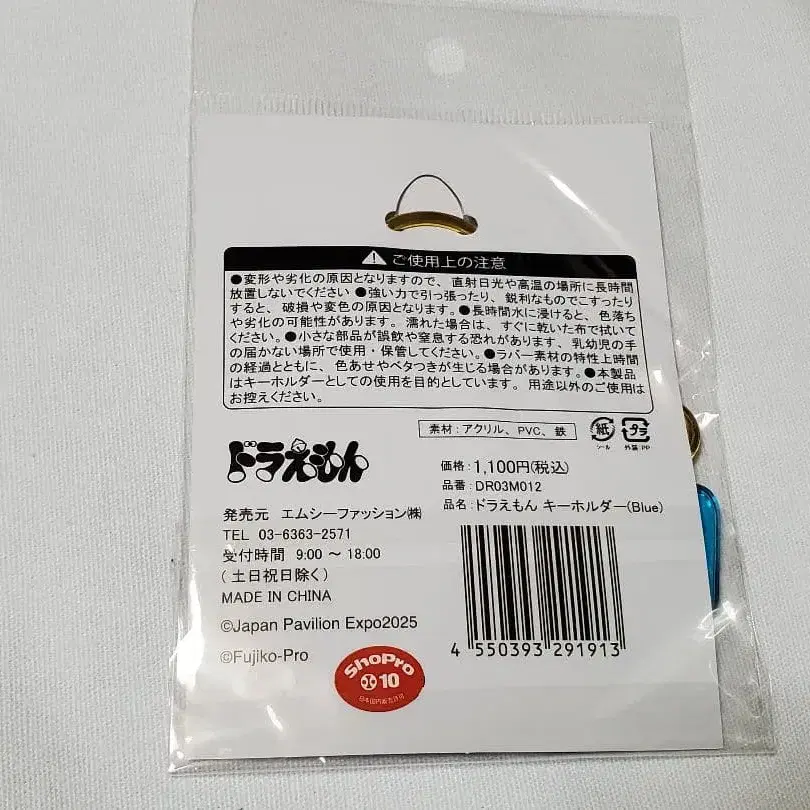 ご使用上の注意
●変形や劣化の原因となりますので、直射日光や高温の場所に長時間
放置しないでください ●強い力で引っ張ったり、鋭利なものでこすったり
すると、破損や変色の原因となります。●長時間水に浸けると、色落ち
や劣化の可能性があります。濡れた場合は、すぐに乾いた布で拭いて
ください。●小さな部品が誤飲や窒息する恐れがあります、乳幼児の手
の届かない場所で使用・保管してください。●ラバー素材の特性上時間
の経過とともに、色あせやベタつきが生じる場合があります。●本製品
はキーホルダーとしての使用を目的としています。用途以外のご使用は
お控えください。
素材：アクリル、PVC、鉄
紙
シール
プラ
外装：PP
ドラえもん
価格：1,100円(税込)
品番：DR03M012
品名：ドラえもん キーホルダー(Blue)
発売元 エムシーファッション㈱
TEL 03-6363-2571
受付時間 9:00 ～ 18:00
（土日祝日除く）
MADE IN CHINA
©Japan Pavilion Expo2025
©Fujiko-Pro
ShoPro
10
日本国内販売許可
4 550393 291913